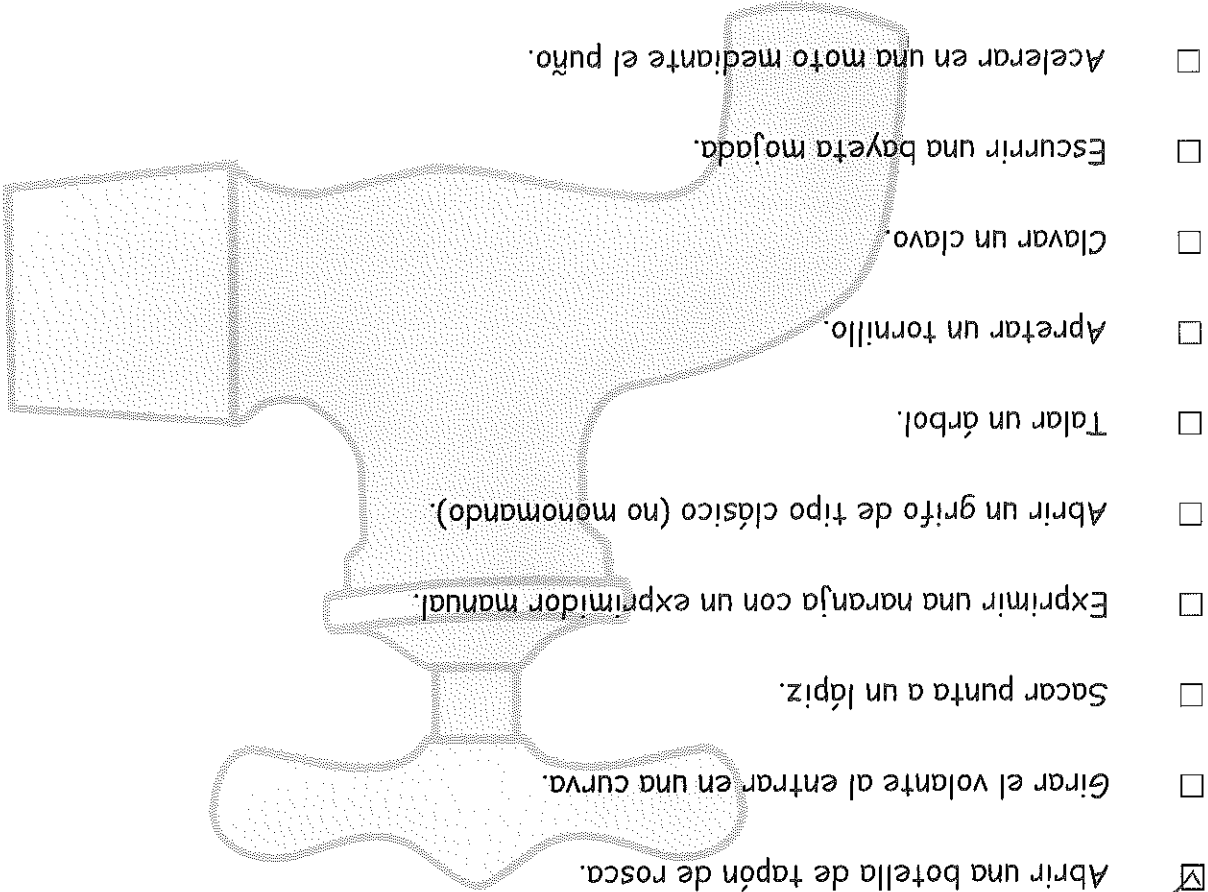 Abrir una botella de tapón de rosca.
Girar el volante al entrar en una curva.
Sacar punta a un lápiz.
Exprimir una naranja con un exprimidor manual.
Abrir un grifo de tipo clásico (no monomando).
Talar un árbol.
Apretar un tornillo.
Clavar un clavo.
Escurrir una bayeta mojada.
Acelerar en una moto mediante el puño.